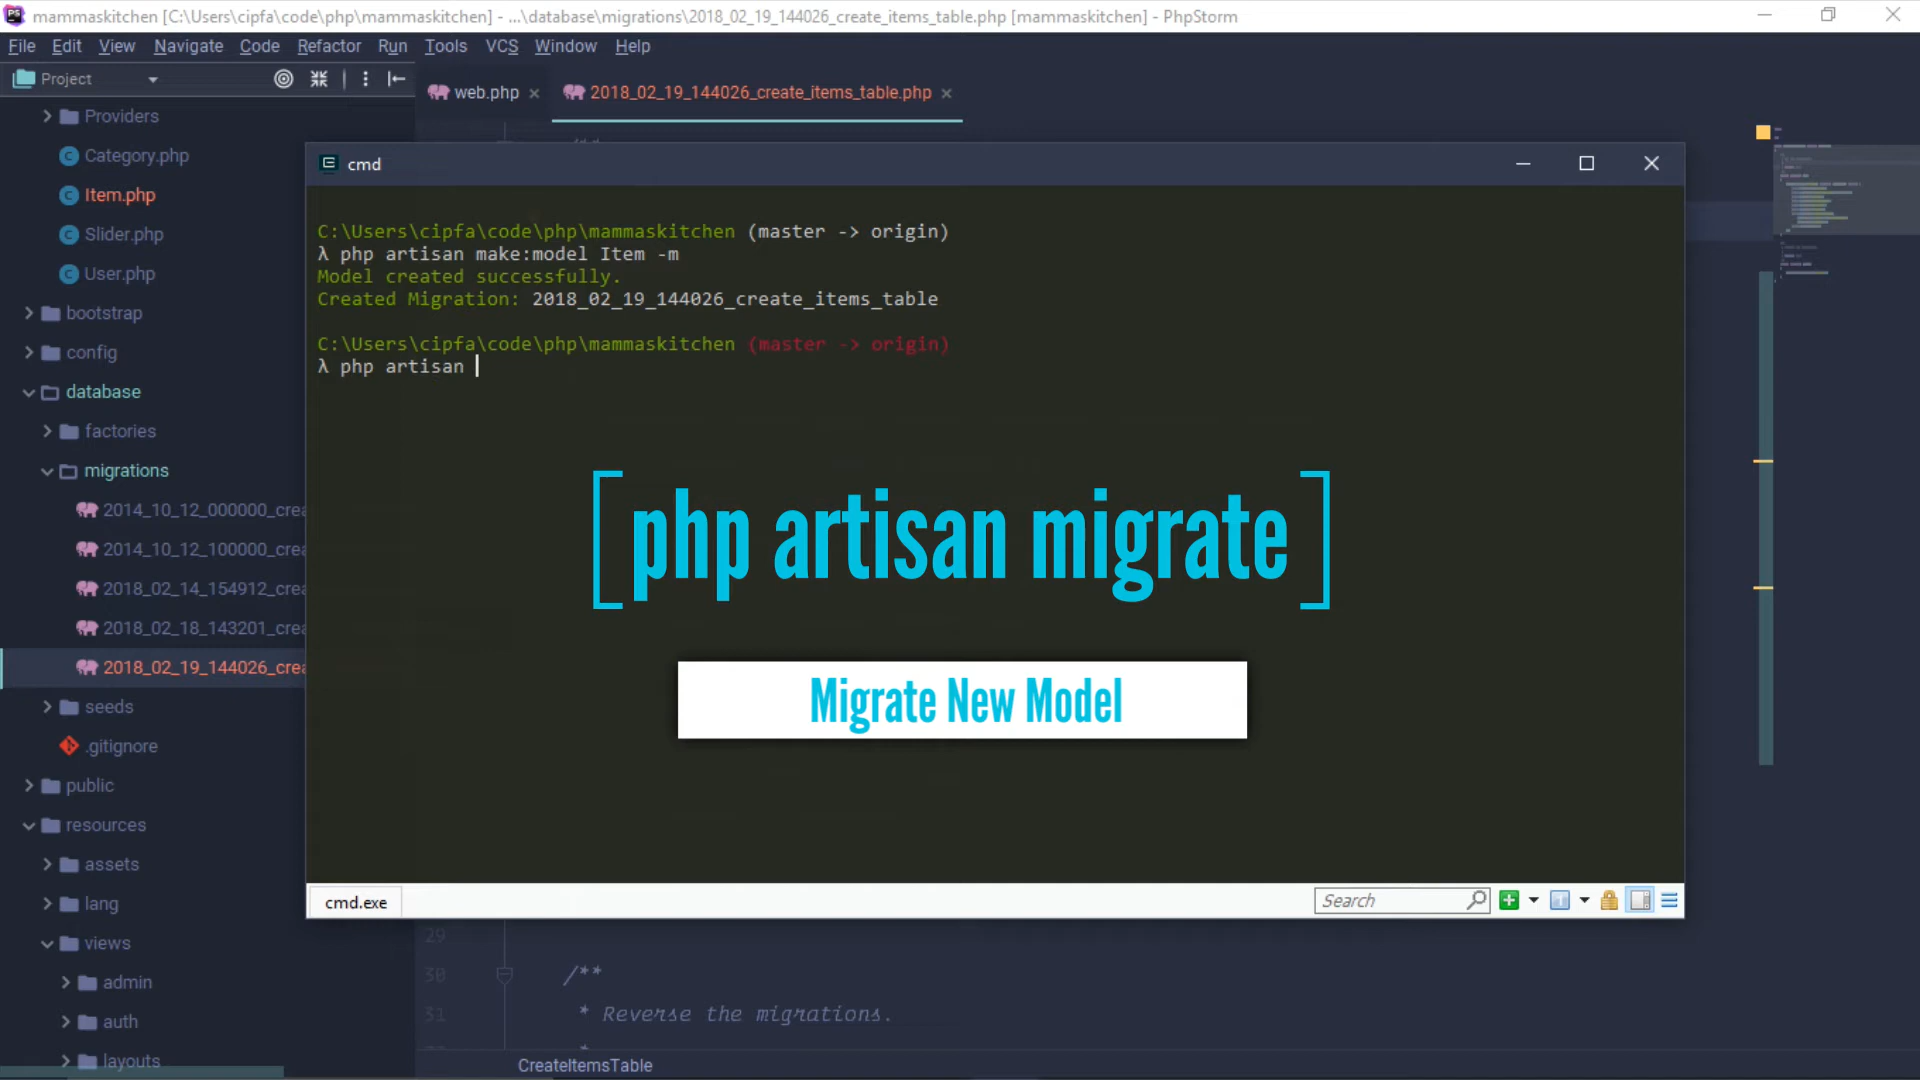 mammaskitchen [C:\Users\cipfa\code\php\mammaskitchen] - ...\database\migrations\2018_02_19_144026_create_items_table.php [mammaskitchen] - PhpStorm
File Edit View Navigate Code Refactor Run Tools VCS Window Help
Project
web.php
2018_02_19_144026_create_items_table.php
Providers
Category.php
Item.php
Slider.php
User.php
bootstrap
config
database
factories
migrations
2014_10_12_000000_crea
2014_10_12_100000_crea
2018_02_14_154912_crea
2018_02_18_143201_crea
2018_02_19_144026_crea
seeds
.gitignore
public
resources
assets
lang
views
admin
auth
layouts
/**
cmd
C:\Users\cipfa\code\php\mammaskitchen (master -> origin)
λ php artisan make:model Item -m
Model created successfully.
Created Migration: 2018_02_19_144026_create_items_table
C:\Users\cipfa\code\php\mammaskitchen (master -> origin)
λ php artisan
[php artisan migrate]
Migrate New Model
cmd.exe
Search
29
30 /**
31 * Reverse the migrations.
*
CreateItemsTable